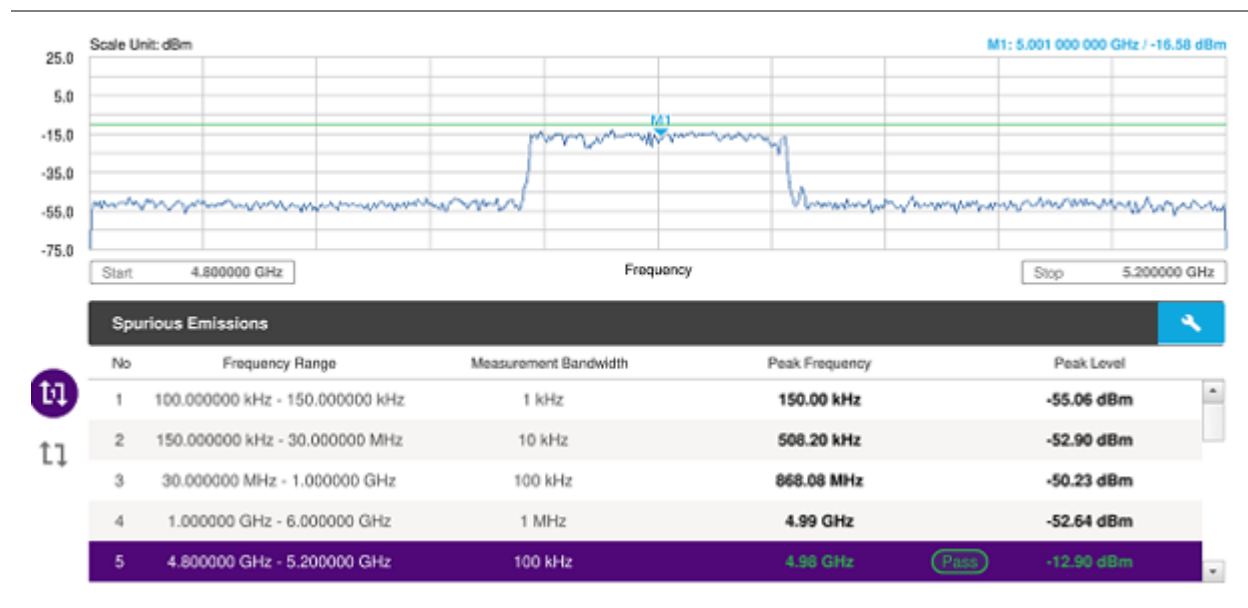 Scale Unit: dBm
M1: 5.001 000 000 GHz / -16.58 dBm
25.0
5.0
-15.0
-35.0
-55.0
-75.0
M1
Start 4.800000 GHz
Frequency
Stop 5.200000 GHz
Spurious Emissions
No Frequency Range Measurement Bandwidth Peak Frequency Peak Level
1 100.000000 kHz - 150.000000 kHz 1 kHz 150.00 kHz -55.06 dBm
2 150.000000 kHz - 30.000000 MHz 10 kHz 508.20 kHz -52.90 dBm
3 30.000000 MHz - 1.000000 GHz 100 kHz 868.08 MHz -50.23 dBm
4 1.000000 GHz - 6.000000 GHz 1 MHz 4.99 GHz -52.64 dBm
5 4.800000 GHz - 5.200000 GHz 100 kHz 4.98 GHz Pass -12.90 dBm